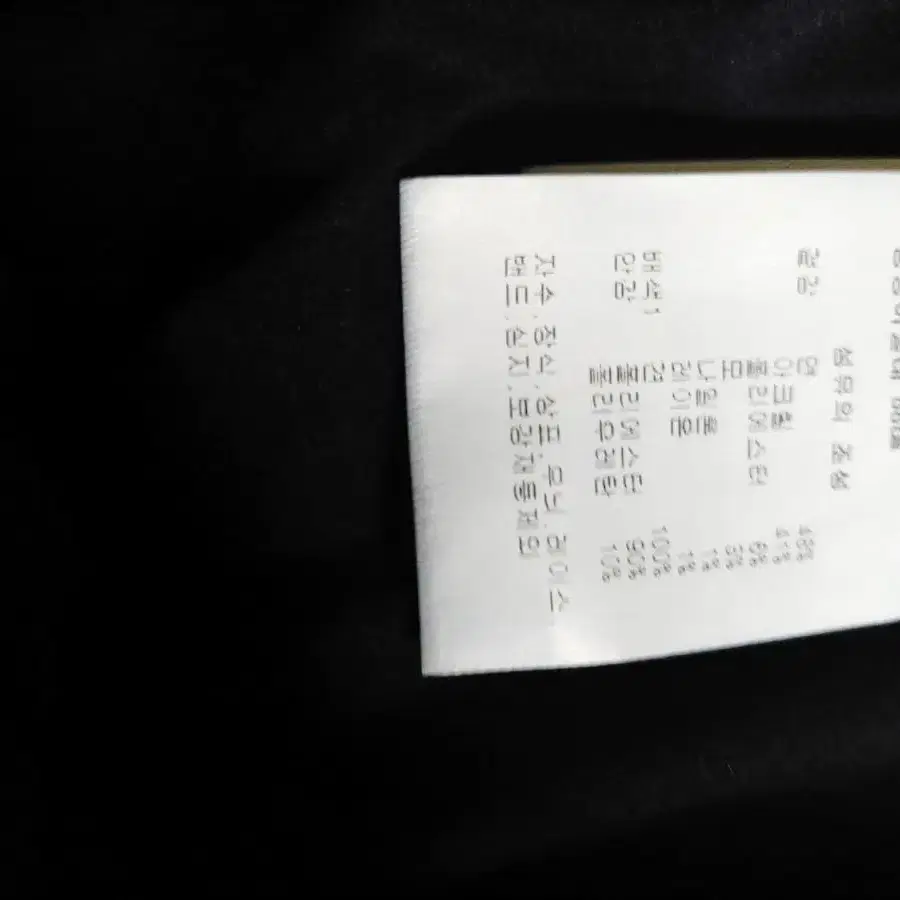 섬유의 조성
겉감 면 48%
아크릴 41%
폴리에스터 6%
모 3%
나일론 1%
레이온 1%
배색1 면 100%
안감 폴리에스터 90%
폴리우레탄 10%
자수,장식,상표,무늬,레이스,
밴드,심지,보강재등제외